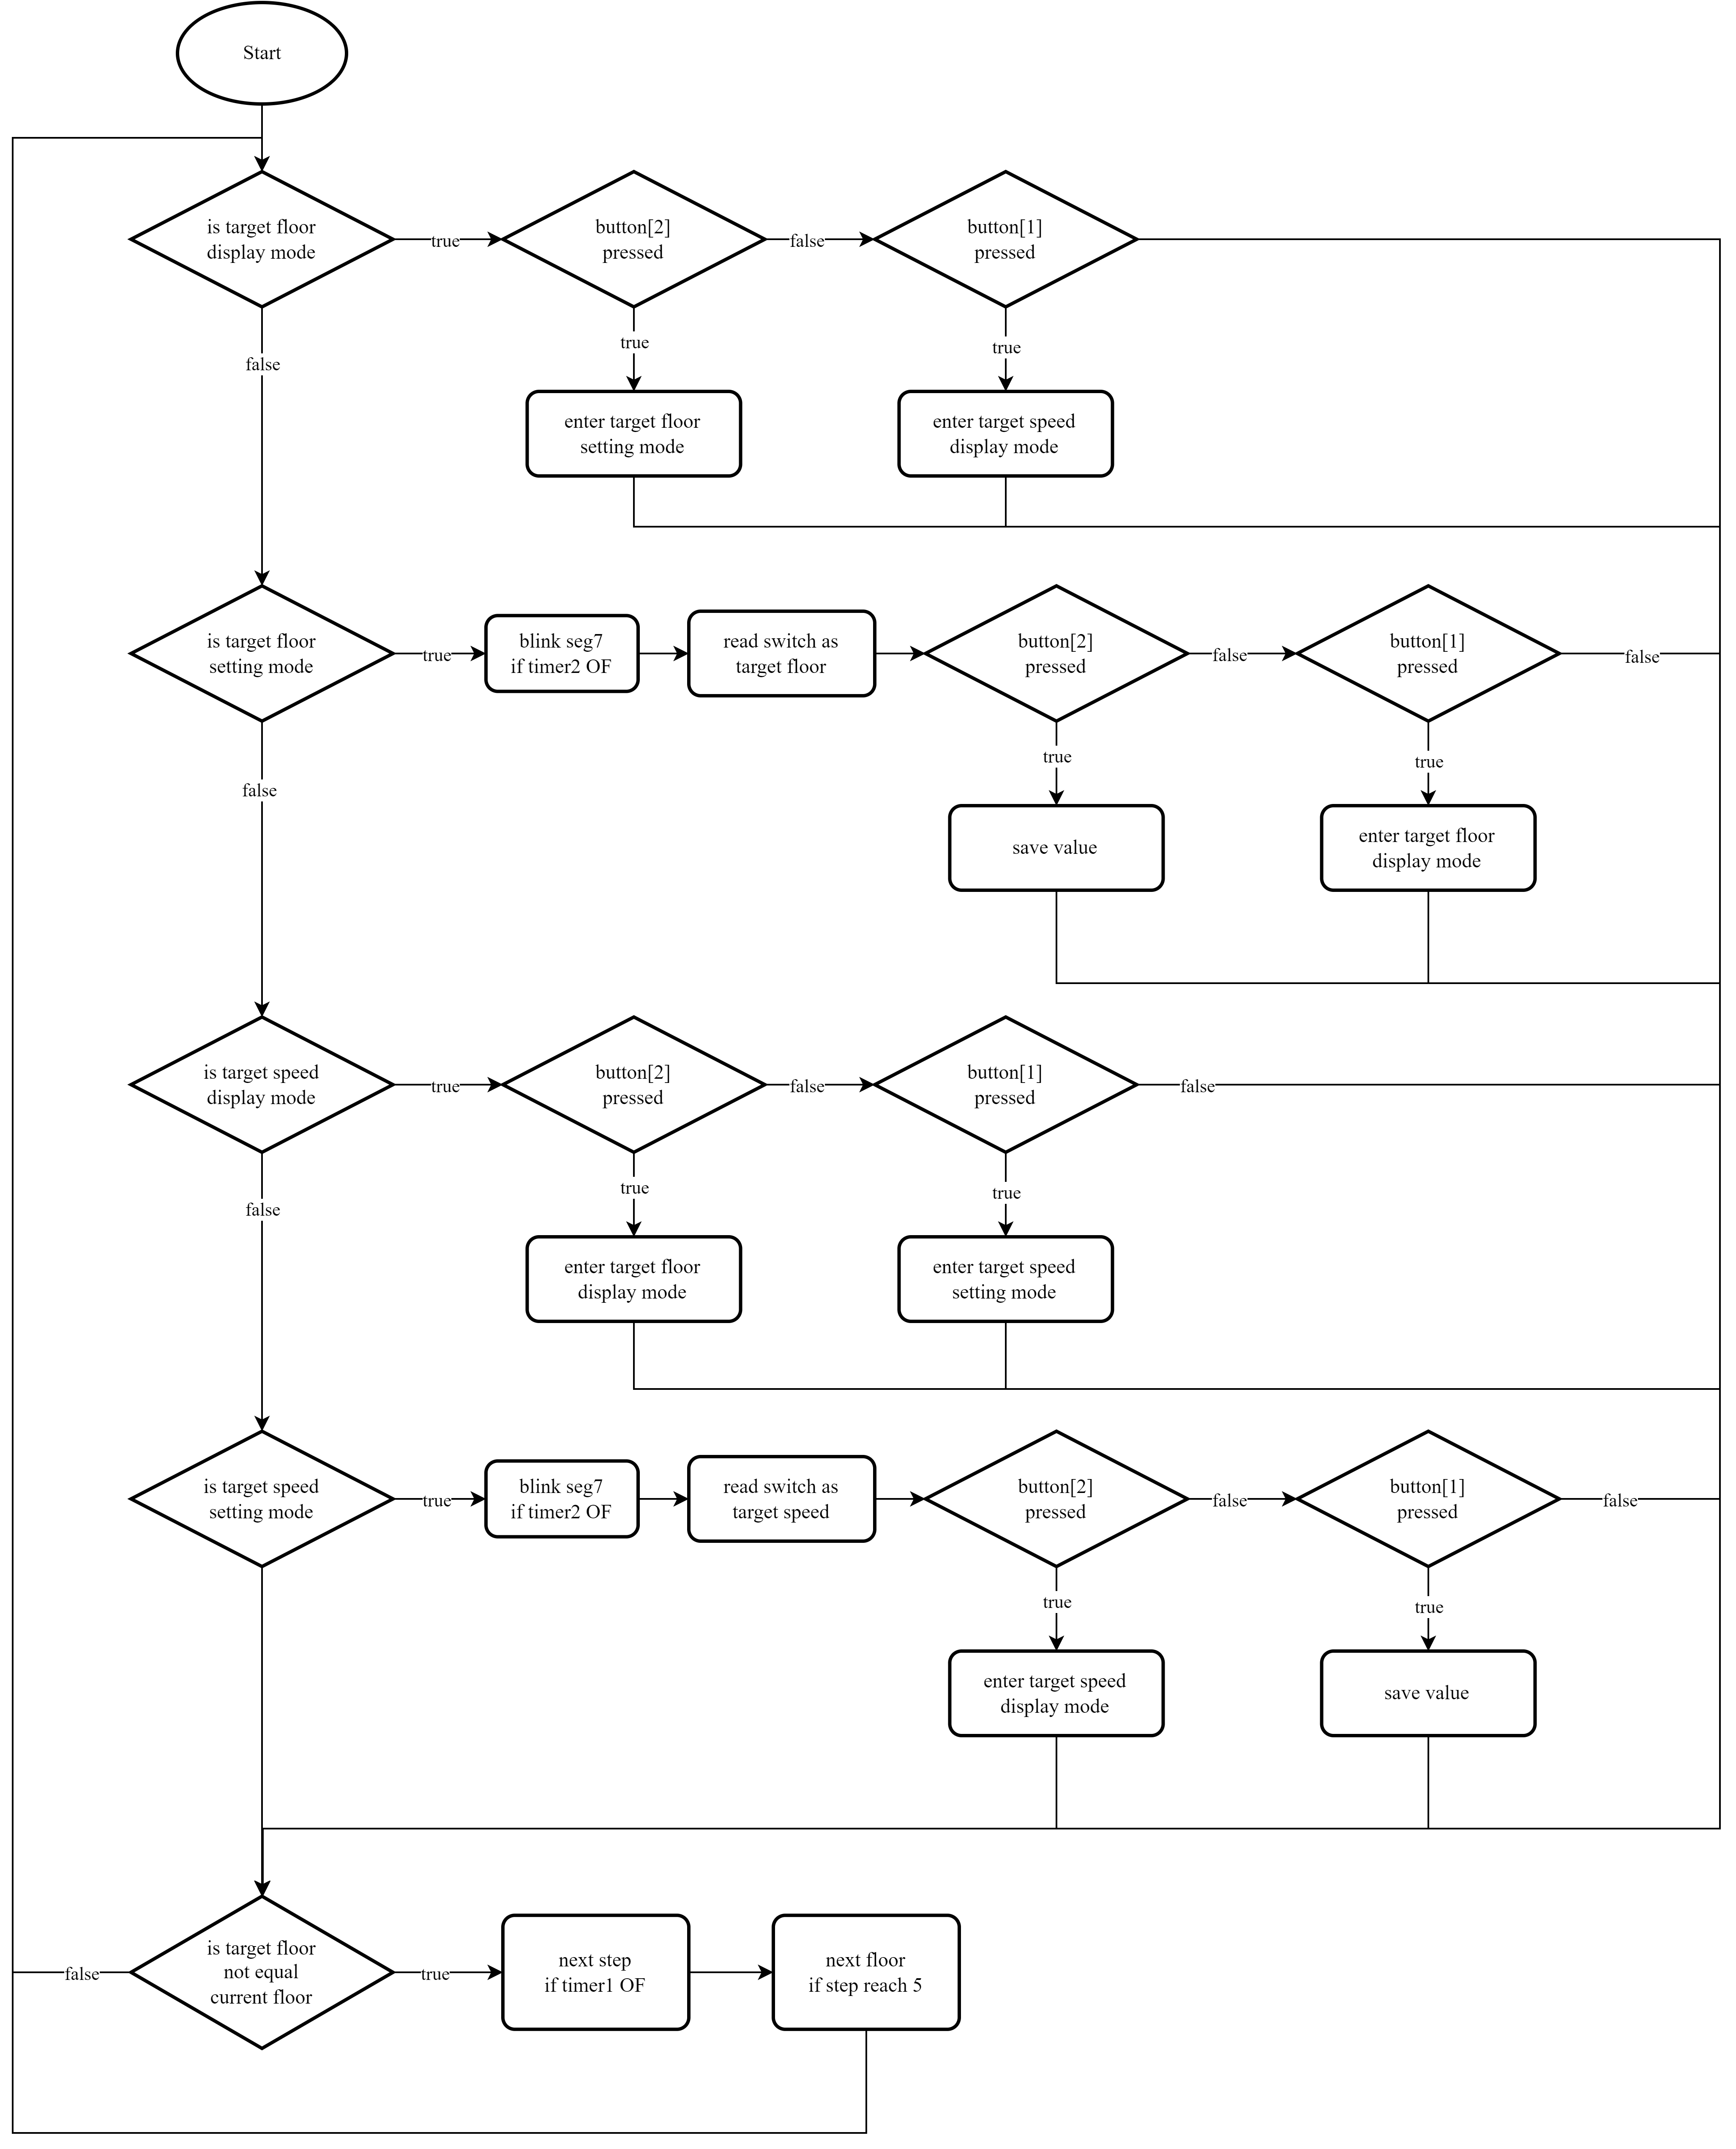 Start
is target floor
display mode
true
button[2]
pressed
false
button[1]
pressed
false
true
true
enter target floor
setting mode
enter target speed
display mode
is target floor
setting mode
true
blink seg7
if timer2 OF
read switch as
target floor
button[2]
pressed
false
button[1]
pressed
false
false
true
true
save value
enter target floor
display mode
is target speed
display mode
true
button[2]
pressed
false
button[1]
pressed
false
false
true
true
enter target floor
display mode
enter target speed
setting mode
is target speed
setting mode
true
blink seg7
if timer2 OF
read switch as
target speed
button[2]
pressed
false
button[1]
pressed
false
true
true
enter target speed
display mode
save value
false
is target floor
not equal
current floor
true
next step
if timer1 OF
next floor
if step reach 5